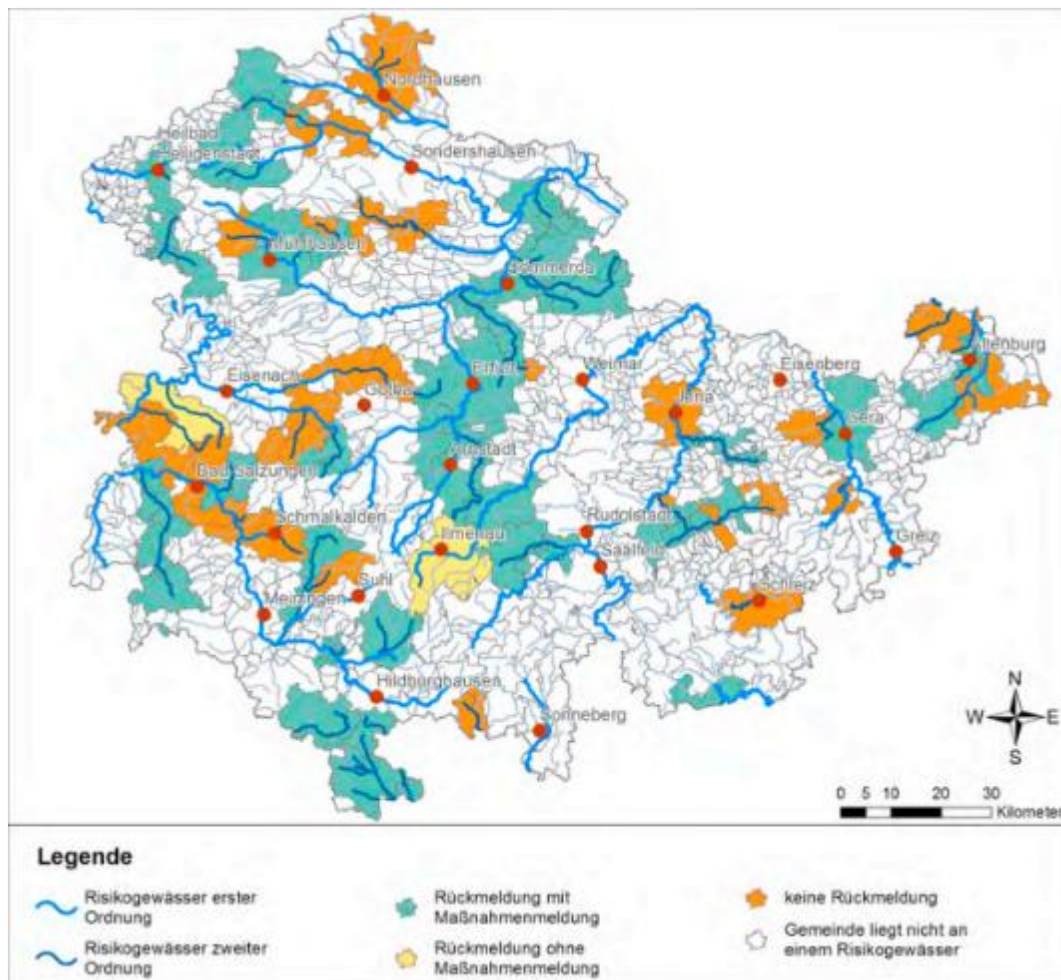 Nordhausen
Heilbad
Heiligenstadt
Sondershausen
Mühlhausen
Sömmerda
Eisenach
Gotha
Erfurt
Weimar
Eisenberg
Altenburg
Jena
Gera
Arnstadt
Bad Salzungen
Schmalkalden
Ilmenau
Rudolstadt
Saalfeld
Greiz
Suhl
Schleiz
Meiningen
Hildburghausen
Sonneberg
N
W E
S
0 5 10 20 30
Kilometer
Legende
Risikogewässer erster
Ordnung
Risikogewässer zweiter
Ordnung
Rückmeldung mit
Maßnahmenmeldung
Rückmeldung ohne
Maßnahmenmeldung
keine Rückmeldung
Gemeinde liegt nicht an
einem Risikogewässer